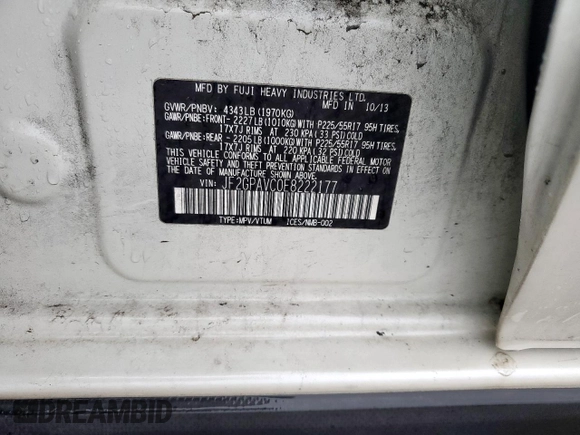 MFD BY FUJI HEAVY INDUSTRIES LTD.
IN 10/13
GVWR/PNBV: 4343LB (1970KG)
GAWR/PNBE:FRONT- 2227LB(1010KG)WITH P225/55R17 95H TIRES,
17X7J RIMS AT 230 KPA( 33 PSI)COLD
GAWR/PNBE:REAR - 2205LB(1000KG)WITH P225/55R17 95H TIRES,
17X7J RIMS AT 220 KPA( 32 PSI)COLD
THIS VEHICLE CONFORMS TO ALL APPLICABLE FEDERAL MOTOR
VEHICLE SAFETY AND THEFT PREVENTION STANDARDS IN EFFECT ON
THE DATE OF MANUFACTURE SHOWN ABOVE.
VIN: JF2GPAVC0E8222177
TYPE:MPV/VTUM ICES/NMB-002
DREAMBID